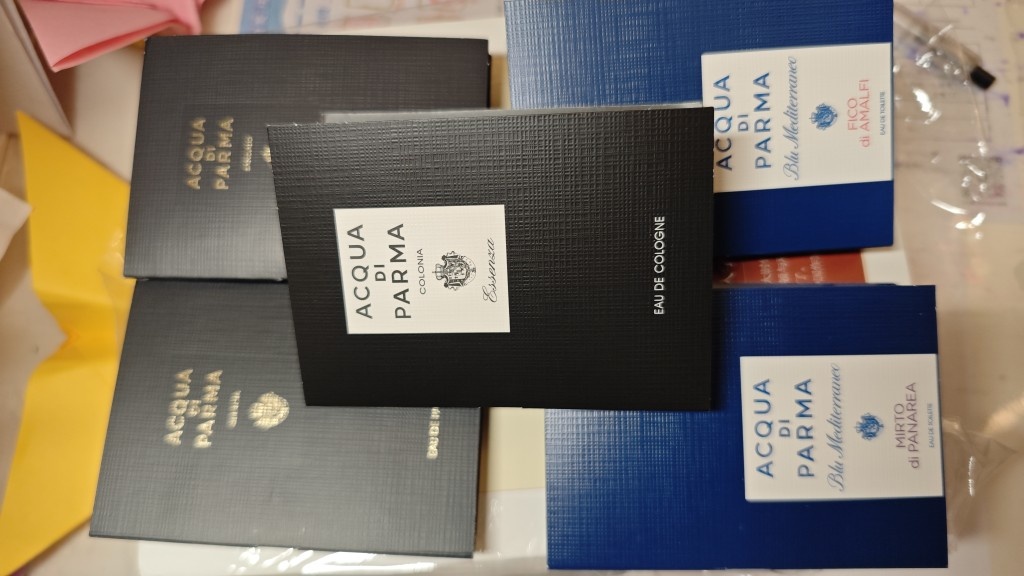 ACQUA
DI
PARMA
ACQUA
DI
PARMA
COLONIA
Essenza
EAU DE COLOGNE
ACQUA
DI
PARMA
Blu Mediterraneo
FICO
di AMALFI
EAU DE TOILETTE
ACQUA
DI
PARMA
ACQUA
DI
PARMA
Blu Mediterraneo
MIRTO
di PANAREA
EAU DE TOILETTE